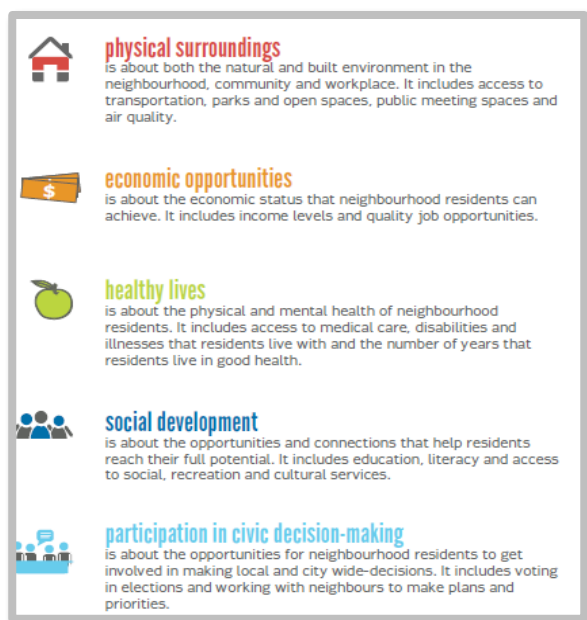 physical surroundings
is about both the natural and built environment in the
neighbourhood, community and workplace. It includes access to
transportation, parks and open spaces, public meeting spaces and
air quality.
$
economic opportunities
is about the economic status that neighbourhood residents can
achieve. It includes income levels and quality job opportunities.
healthy lives
is about the physical and mental health of neighbourhood
residents. It includes access to medical care, disabilities and
illnesses that residents live with and the number of years that
residents live in good health.
social development
is about the opportunities and connections that help residents
reach their full potential. It includes education, literacy and access
to social, recreation and cultural services.
participation in civic decision-making
is about the opportunities for neighbourhood residents to get
involved in making local and city wide-decisions. It includes voting
in elections and working with neighbours to make plans and
priorities.